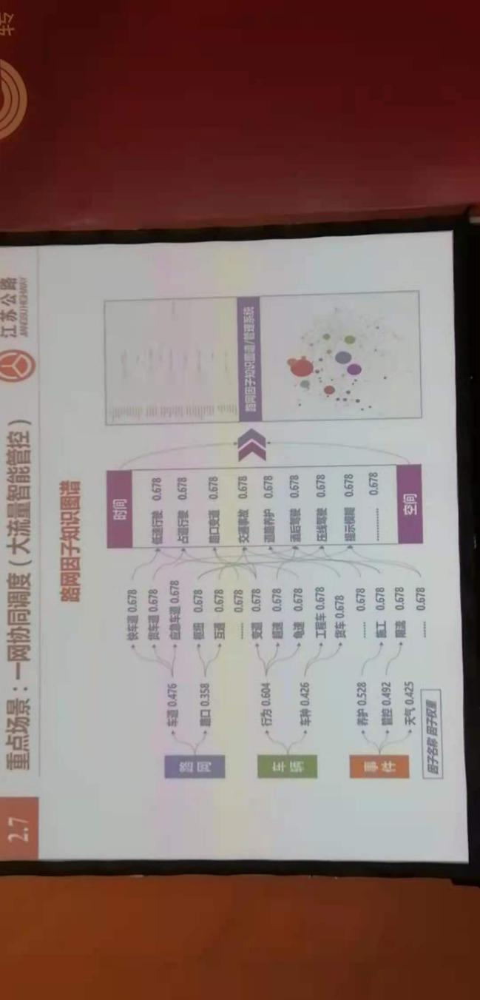 转
2.7
重点场景：一网协同调度（大流量智能管控）
江苏公路
JIANGSU HIGHWAY
路网因子知识图谱
路网
车辆
事件
车道 0.476
路口 0.358
行为 0.604
车种 0.426
养护 0.528
管控 0.492
天气 0.425
因子名称 因子权重
快车道 0.678
货车道 0.678
应急车道 0.678
枢纽 0.678
互通 0.678
...... 0.678
变道 0.678
超速 0.678
龟速 0.678
工程车 0.678
货车 0.678
...... 0.678
施工 0.678
限流 0.678
...... 0.678
时间
低速行驶 0.678
占道行驶 0.678
路口变道 0.678
交通事故 0.678
道路养护 0.678
酒后驾驶 0.678
压线驾驶 0.678
提示模糊 0.678
............ 0.678
空间
路网因子知识图谱/管理系统